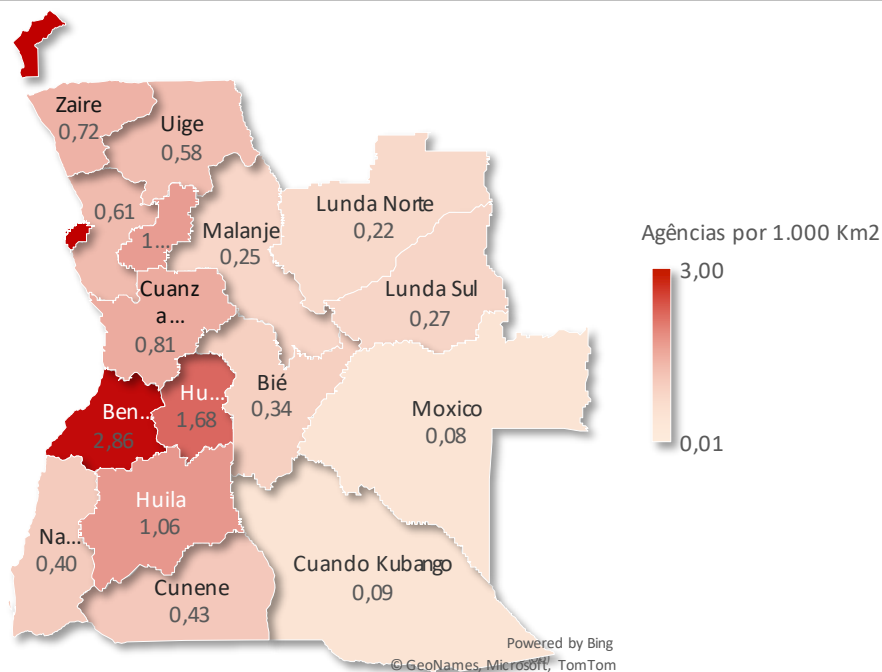 Zaire
0,72
Uige
0,58
0,61
1...
Malanje
0,25
Lunda Norte
0,22
Lunda Sul
0,27
Cuanz
a...
0,81
Ben...
2,86
Hu...
1,68
Bié
0,34
Moxico
0,08
Huila
1,06
Na...
0,40
Cunene
0,43
Cuando Kubango
0,09
Agências por 1.000 Km2
3,00
0,01
Powered by Bing
© GeoNames, Microsoft, TomTom